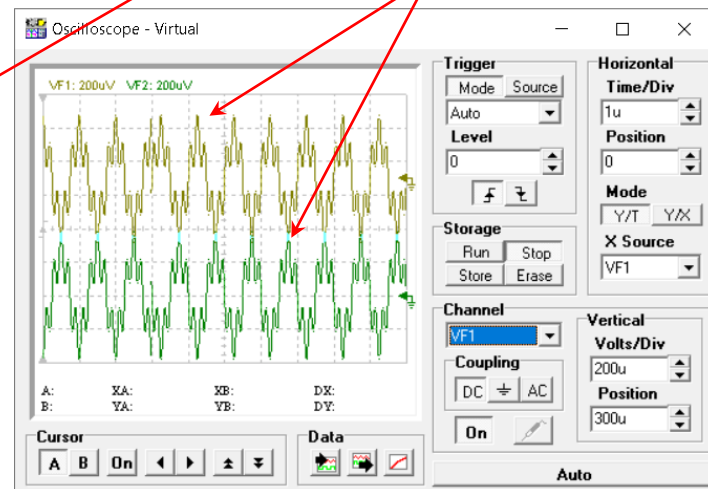 Oscilloscope - Virtual
VF1: 200uV VF2: 200uV
A: XA: XB: DX:
B: YA: YB: DY:
Cursor
A B On
Data
Trigger
Mode Source
Auto
Level
0
Storage
Run Stop
Store Erase
Channel
VF1
Coupling
DC AC
On
Horizontal
Time/Div
1u
Position
0
Mode
Y/T Y/X
X Source
VF1
Vertical
Volts/Div
200u
Position
300u
Auto